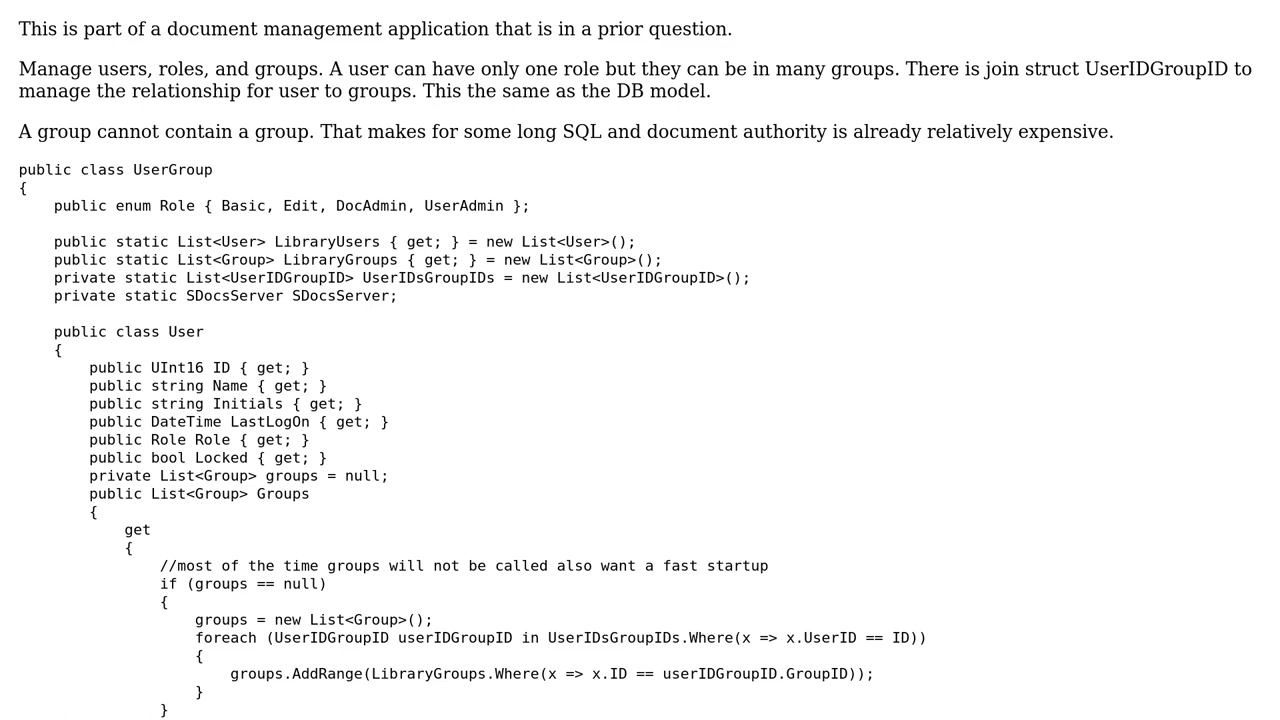 This is part of a document management application that is in a prior question.
Manage users, roles, and groups. A user can have only one role but they can be in many groups. There is join struct UserIDGroupID to
manage the relationship for user to groups. This the same as the DB model.
A group cannot contain a group. That makes for some long SQL and document authority is already relatively expensive.
public class UserGroup
{
    public enum Role { Basic, Edit, DocAdmin, UserAdmin };
    public static List<User> LibraryUsers { get; } = new List<User>();
    public static List<Group> LibraryGroups { get; } = new List<Group>();
    private static List<UserIDGroupID> UserIDsGroupIDs = new List<UserIDGroupID>();
    private static SDocsServer SDocsServer;
    public class User
    {
        public UInt16 ID { get; }
        public string Name { get; }
        public string Initials { get; }
        public DateTime LastLogOn { get; }
        public Role Role { get; }
        public bool Locked { get; }
        private List<Group> groups = null;
        public List<Group> Groups
        {
            get
            {
                //most of the time groups will not be called also want a fast startup
                if (groups == null)
                {
                    groups = new List<Group>();
                    foreach (UserIDGroupID userIDGroupID in UserIDsGroupIDs.Where(x => x.UserID == ID))
                    {
                        groups.AddRange(LibraryGroups.Where(x => x.ID == userIDGroupID.GroupID));
                    }
                }